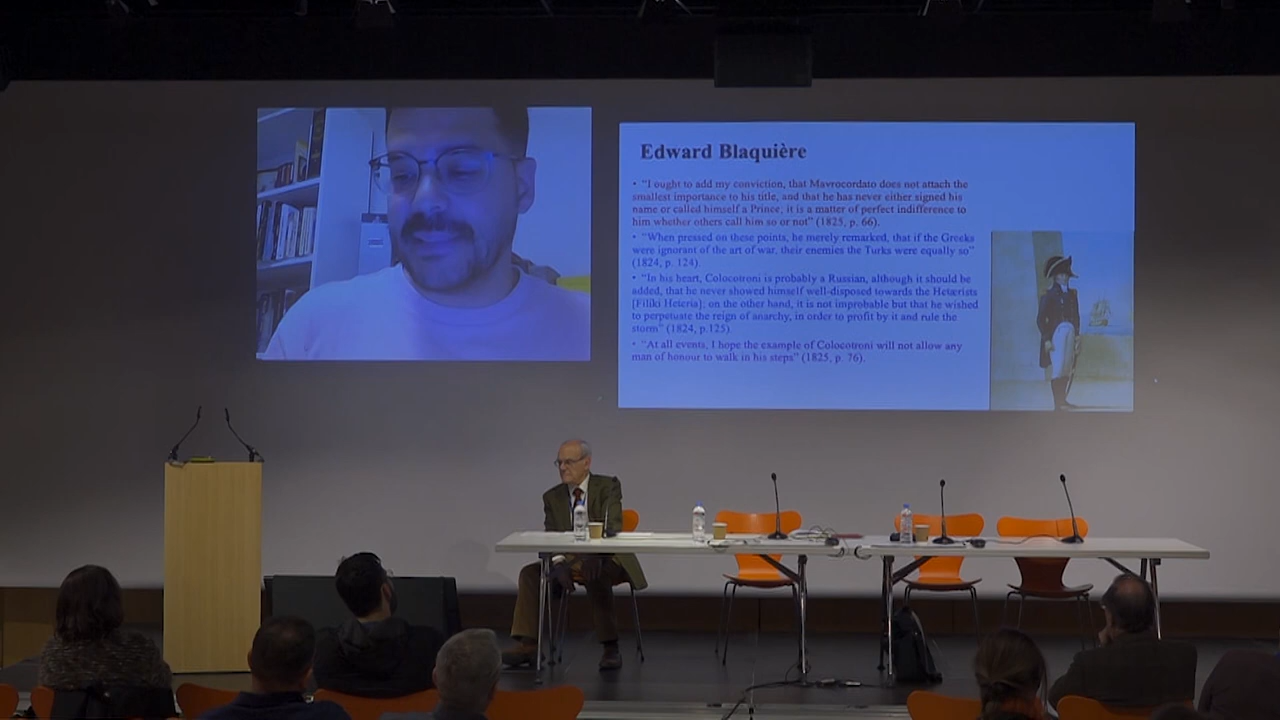 Edward Blaquière
• “I ought to add my conviction, that Mavrocordato does not attach the
smallest importance to his title, and that he has never either signed his
name or called himself a Prince; it is a matter of perfect indifference to
him whether others call him so or not” (1825, p. 66).
• “When pressed on these points, he merely remarked, that if the Greeks
were ignorant of the art of war, their enemies the Turks were equally so”
(1824, p. 124).
• “In his heart, Colocotroni is probably a Russian, although it should be
added, that he never showed himself well-disposed towards the Hetærists
[Filiki Heteria]; on the other hand, it is not improbable but that he wished
to perpetuate the reign of anarchy, in order to profit by it and rule the
storm” (1824, p.125).
• “At all events, I hope the example of Colocotroni will not allow any
man of honour to walk in his steps” (1825, p. 76).